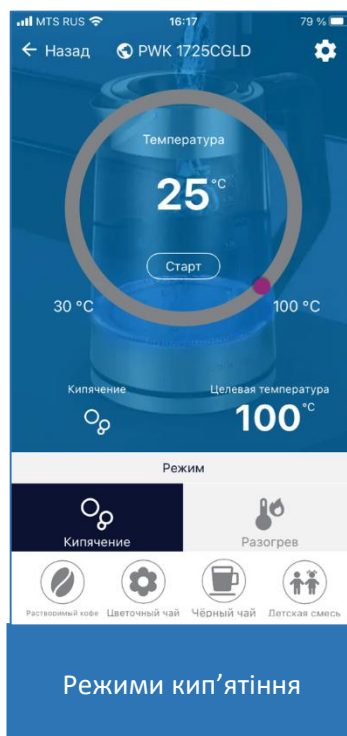 MTS RUS 16:17 79 %
Назад PWK 1725CGLD
Температура
25°C
Старт
30 °C 100 °C
Кипячение Целевая температура
100°C
Режим
Кипячение Разогрев
Растворимый кофе Цветочный чай Чёрный чай Детская смесь
Режими кип’ятіння